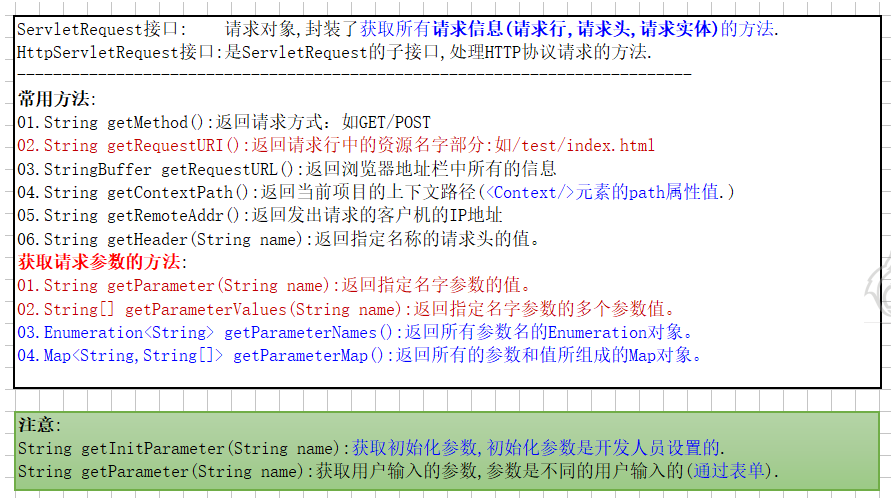 ServletRequest接口:    请求对象,封装了获取所有请求信息(请求行,请求头,请求实体)的方法.
HttpServletRequest接口:是ServletRequest的子接口,处理HTTP协议请求的方法.
---------------------------------------------------------------------------
常用方法:
01.String getMethod():返回请求方式：如GET/POST
02.String getRequestURI():返回请求行中的资源名字部分:如/test/index.html
03.StringBuffer getRequestURL():返回浏览器地址栏中所有的信息
04.String getContextPath():返回当前项目的上下文路径(<Context/>元素的path属性值.)
05.String getRemoteAddr():返回发出请求的客户机的IP地址
06.String getHeader(String name):返回指定名称的请求头的值。
获取请求参数的方法:
01.String getParameter(String name):返回指定名字参数的值。
02.String[] getParameterValues(String name):返回指定名字参数的多个参数值。
03.Enumeration<String> getParameterNames():返回所有参数名的Enumeration对象。
04.Map<String,String[]> getParameterMap():返回所有的参数和值所组成的Map对象。
注意:
String getInitParameter(String name):获取初始化参数,初始化参数是开发人员设置的.
String getParameter(String name):获取用户输入的参数,参数是不同的用户输入的(通过表单).